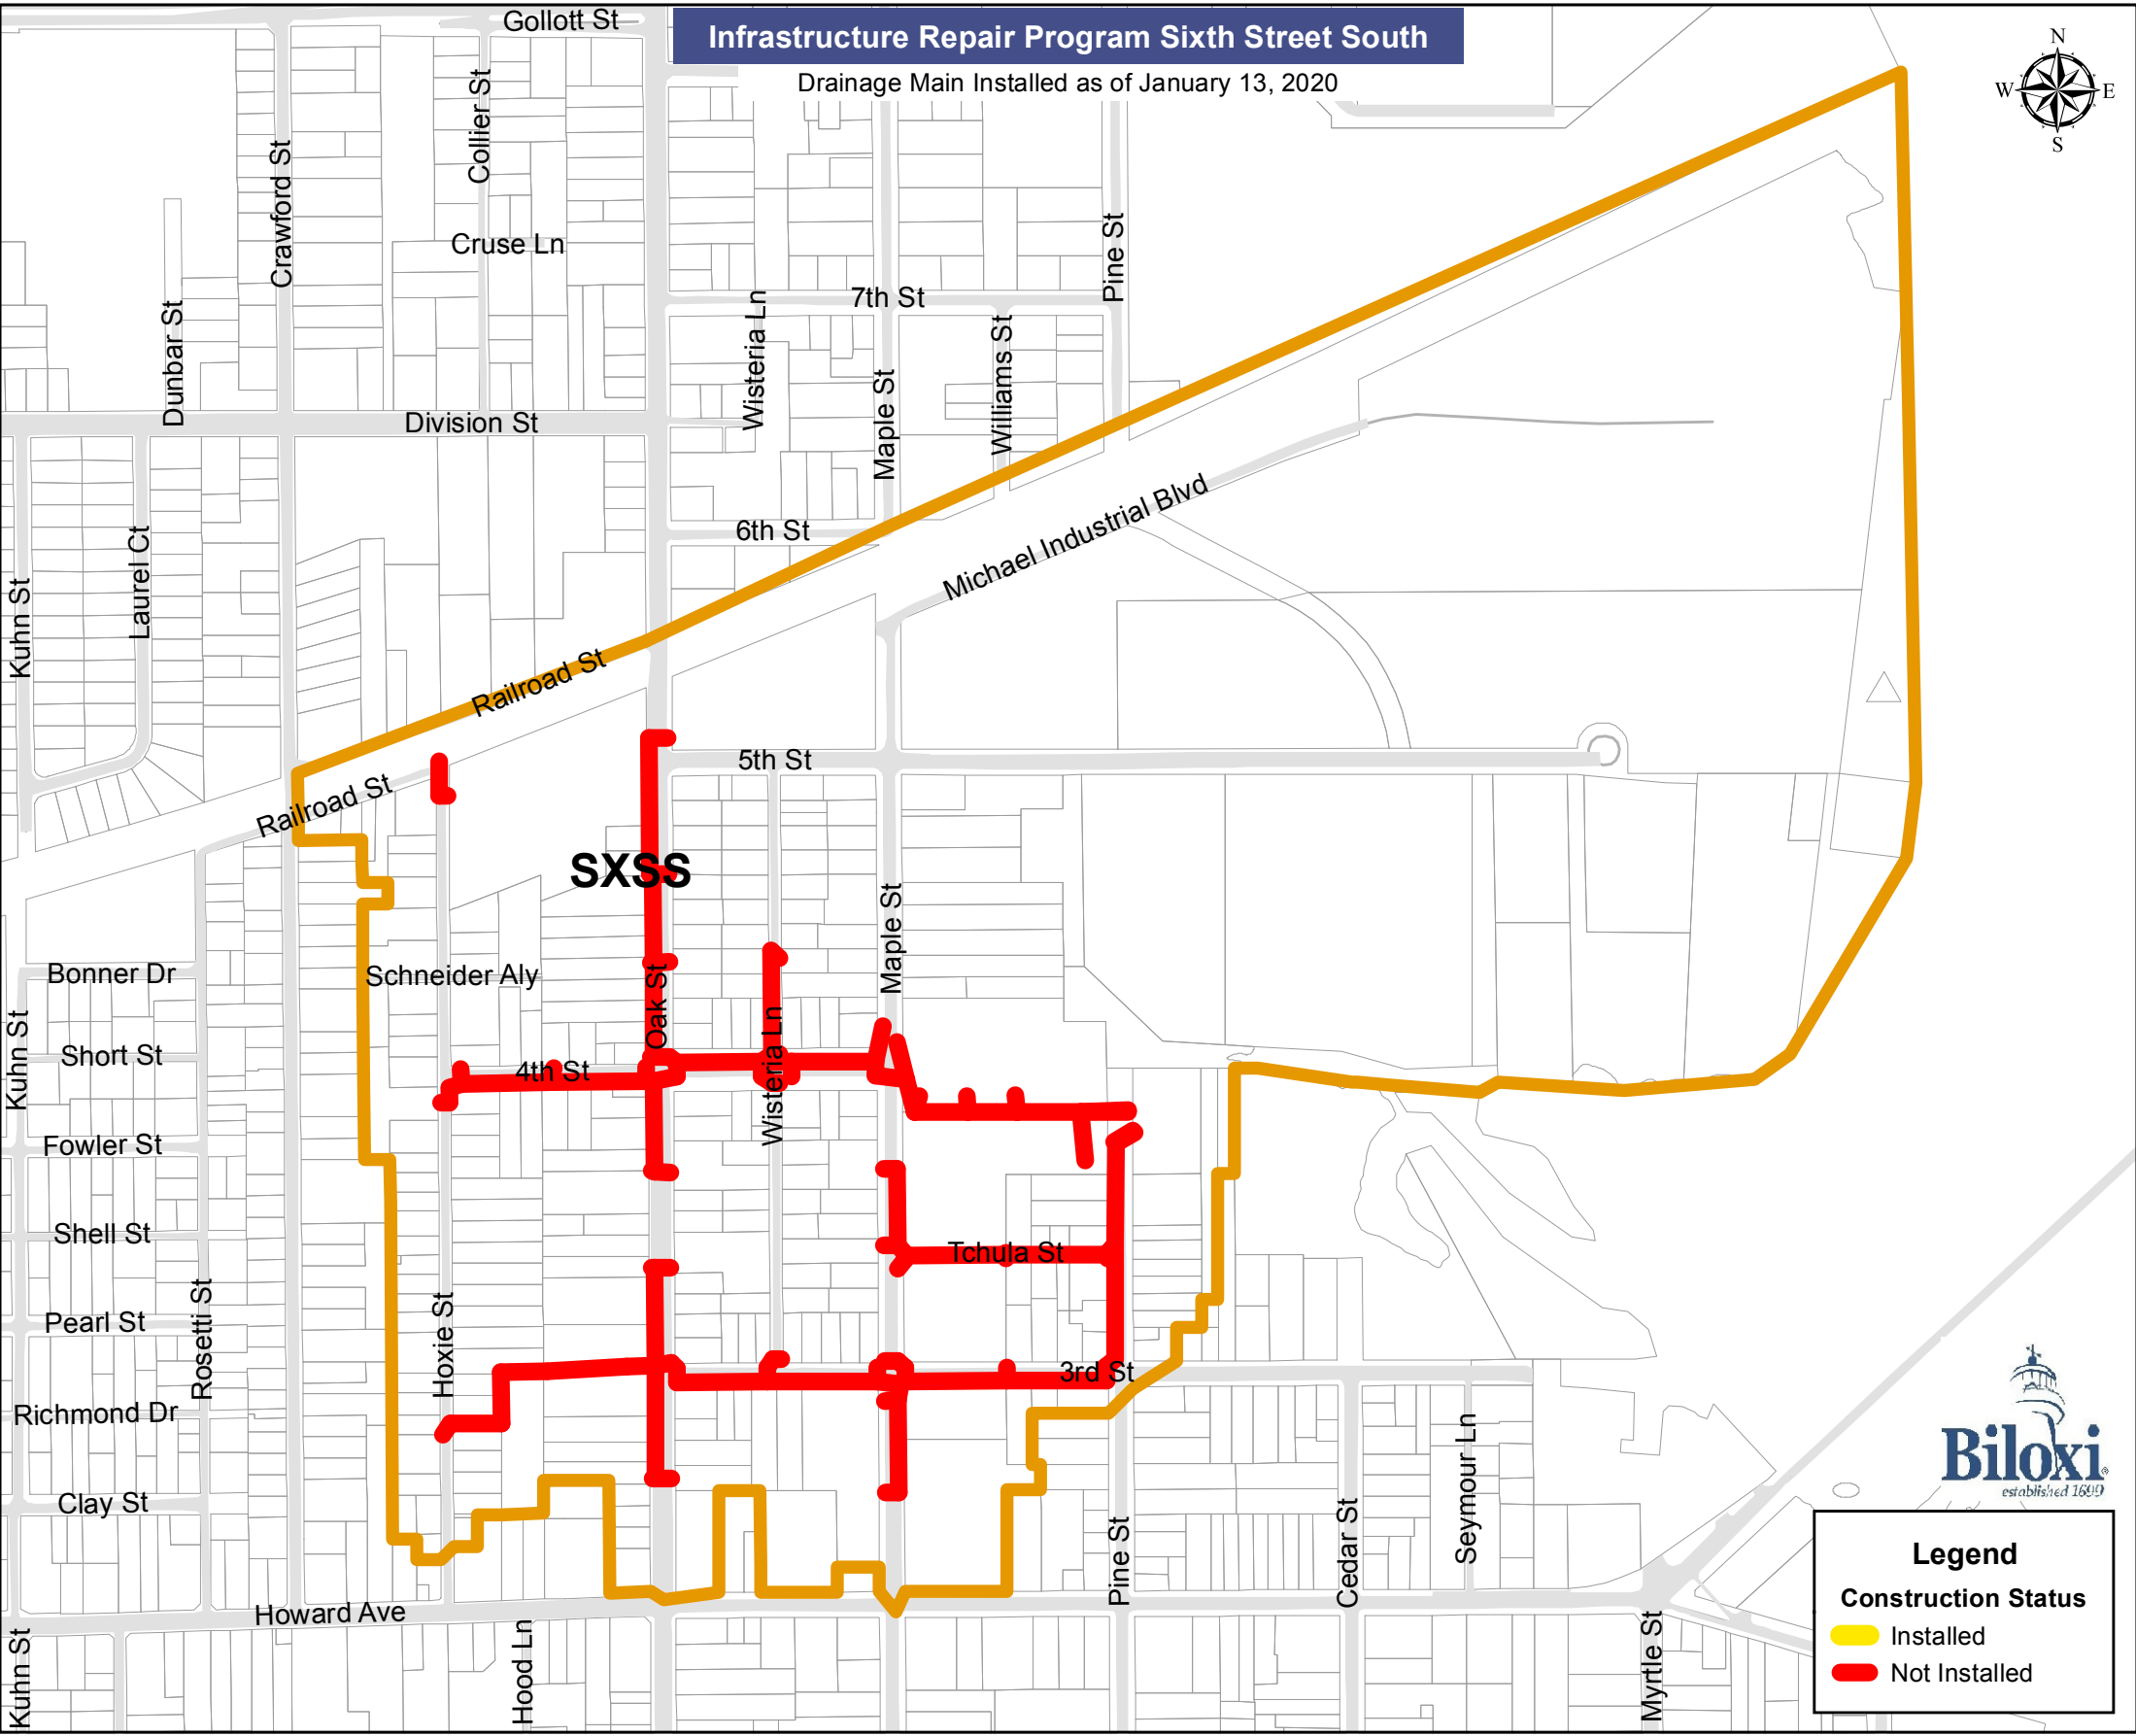 Gollott St
Infrastructure Repair Program Sixth Street South
Drainage Main Installed as of January 13, 2020
N
W
E
S
Collier St
Crawford St
Cruse Ln
Pine St
7th St
Wisteria Ln
Dunbar St
Williams St
Maple St
Division St
6th St
Michael Industrial Blvd
Laurel Ct
Kuhn St
Railroad St
5th St
Railroad St
SXSS
Maple St
Bonner Dr
Schneider Aly
Oak St
Kuhn St
Short St
4th St
Wisteria Ln
Fowler St
Shell St
Tchula St
Rosetti St
Pearl St
Hoxie St
3rd St
Richmond Dr
Seymour Ln
Clay St
Pine St
Cedar St
Biloxi
established 1699
Howard Ave
Kuhn St
Hood Ln
Myrtle St
Legend
Construction Status
Installed
Not Installed